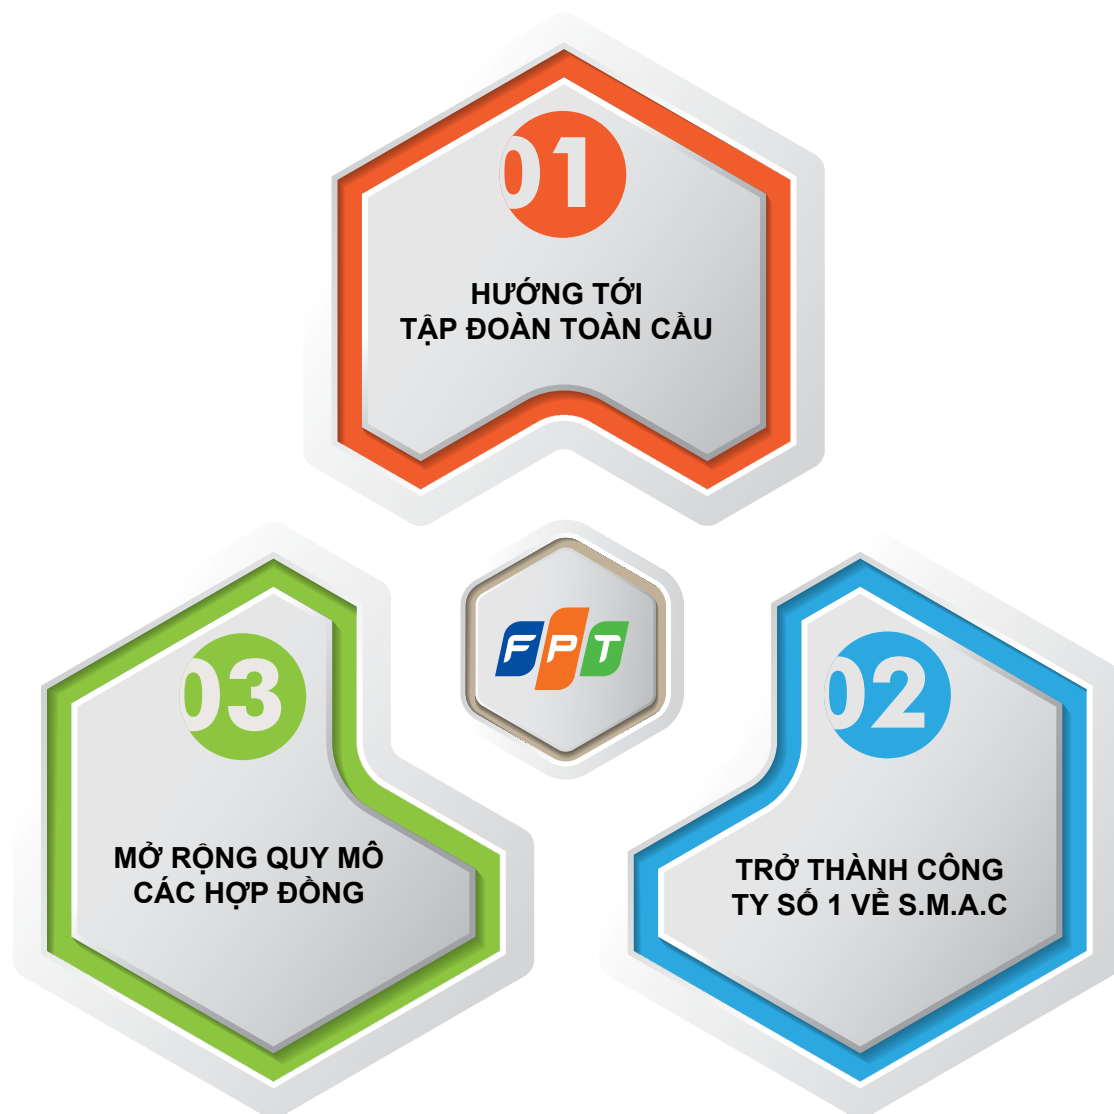 01
HƯỚNG TỚI
TẬP ĐOÀN TOÀN CẦU
FPT
03
MỞ RỘNG QUY MÔ
CÁC HỢP ĐỒNG
02
TRỞ THÀNH CÔNG
TY SỐ 1 VỀ S.M.A.C